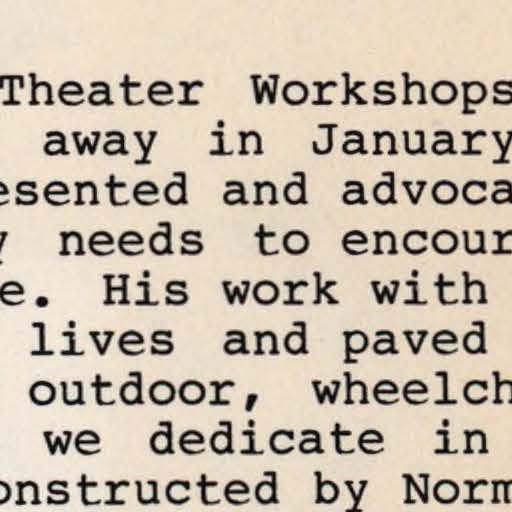 Theater Workshops
away in January
esented and advoca
y needs to encour
e. His work with
lives and paved
outdoor, wheelch
we dedicate in
onstructed by Norm